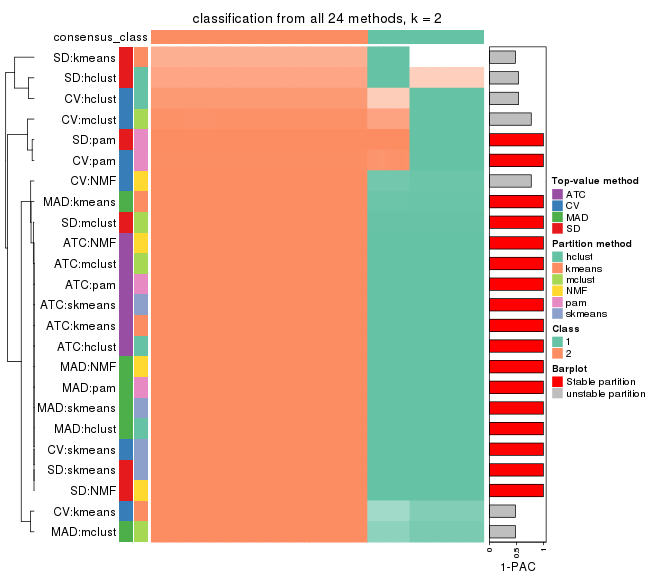 classification from all 24 methods, k = 2
consensus_class
SD:kmeans
SD:hclust
CV:hclust
CV:mclust
SD:pam
CV:pam
CV:NMF
MAD:kmeans
SD:mclust
ATC:NMF
ATC:mclust
ATC:pam
ATC:skmeans
ATC:kmeans
ATC:hclust
MAD:NMF
MAD:pam
MAD:skmeans
MAD:hclust
CV:skmeans
SD:skmeans
SD:NMF
CV:kmeans
MAD:mclust
0 0.5 1
1-PAC
Top-value method
ATC
CV
MAD
SD
Partition method
hclust
kmeans
mclust
NMF
pam
skmeans
Class
1
2
Barplot
Stable partition
unstable partition